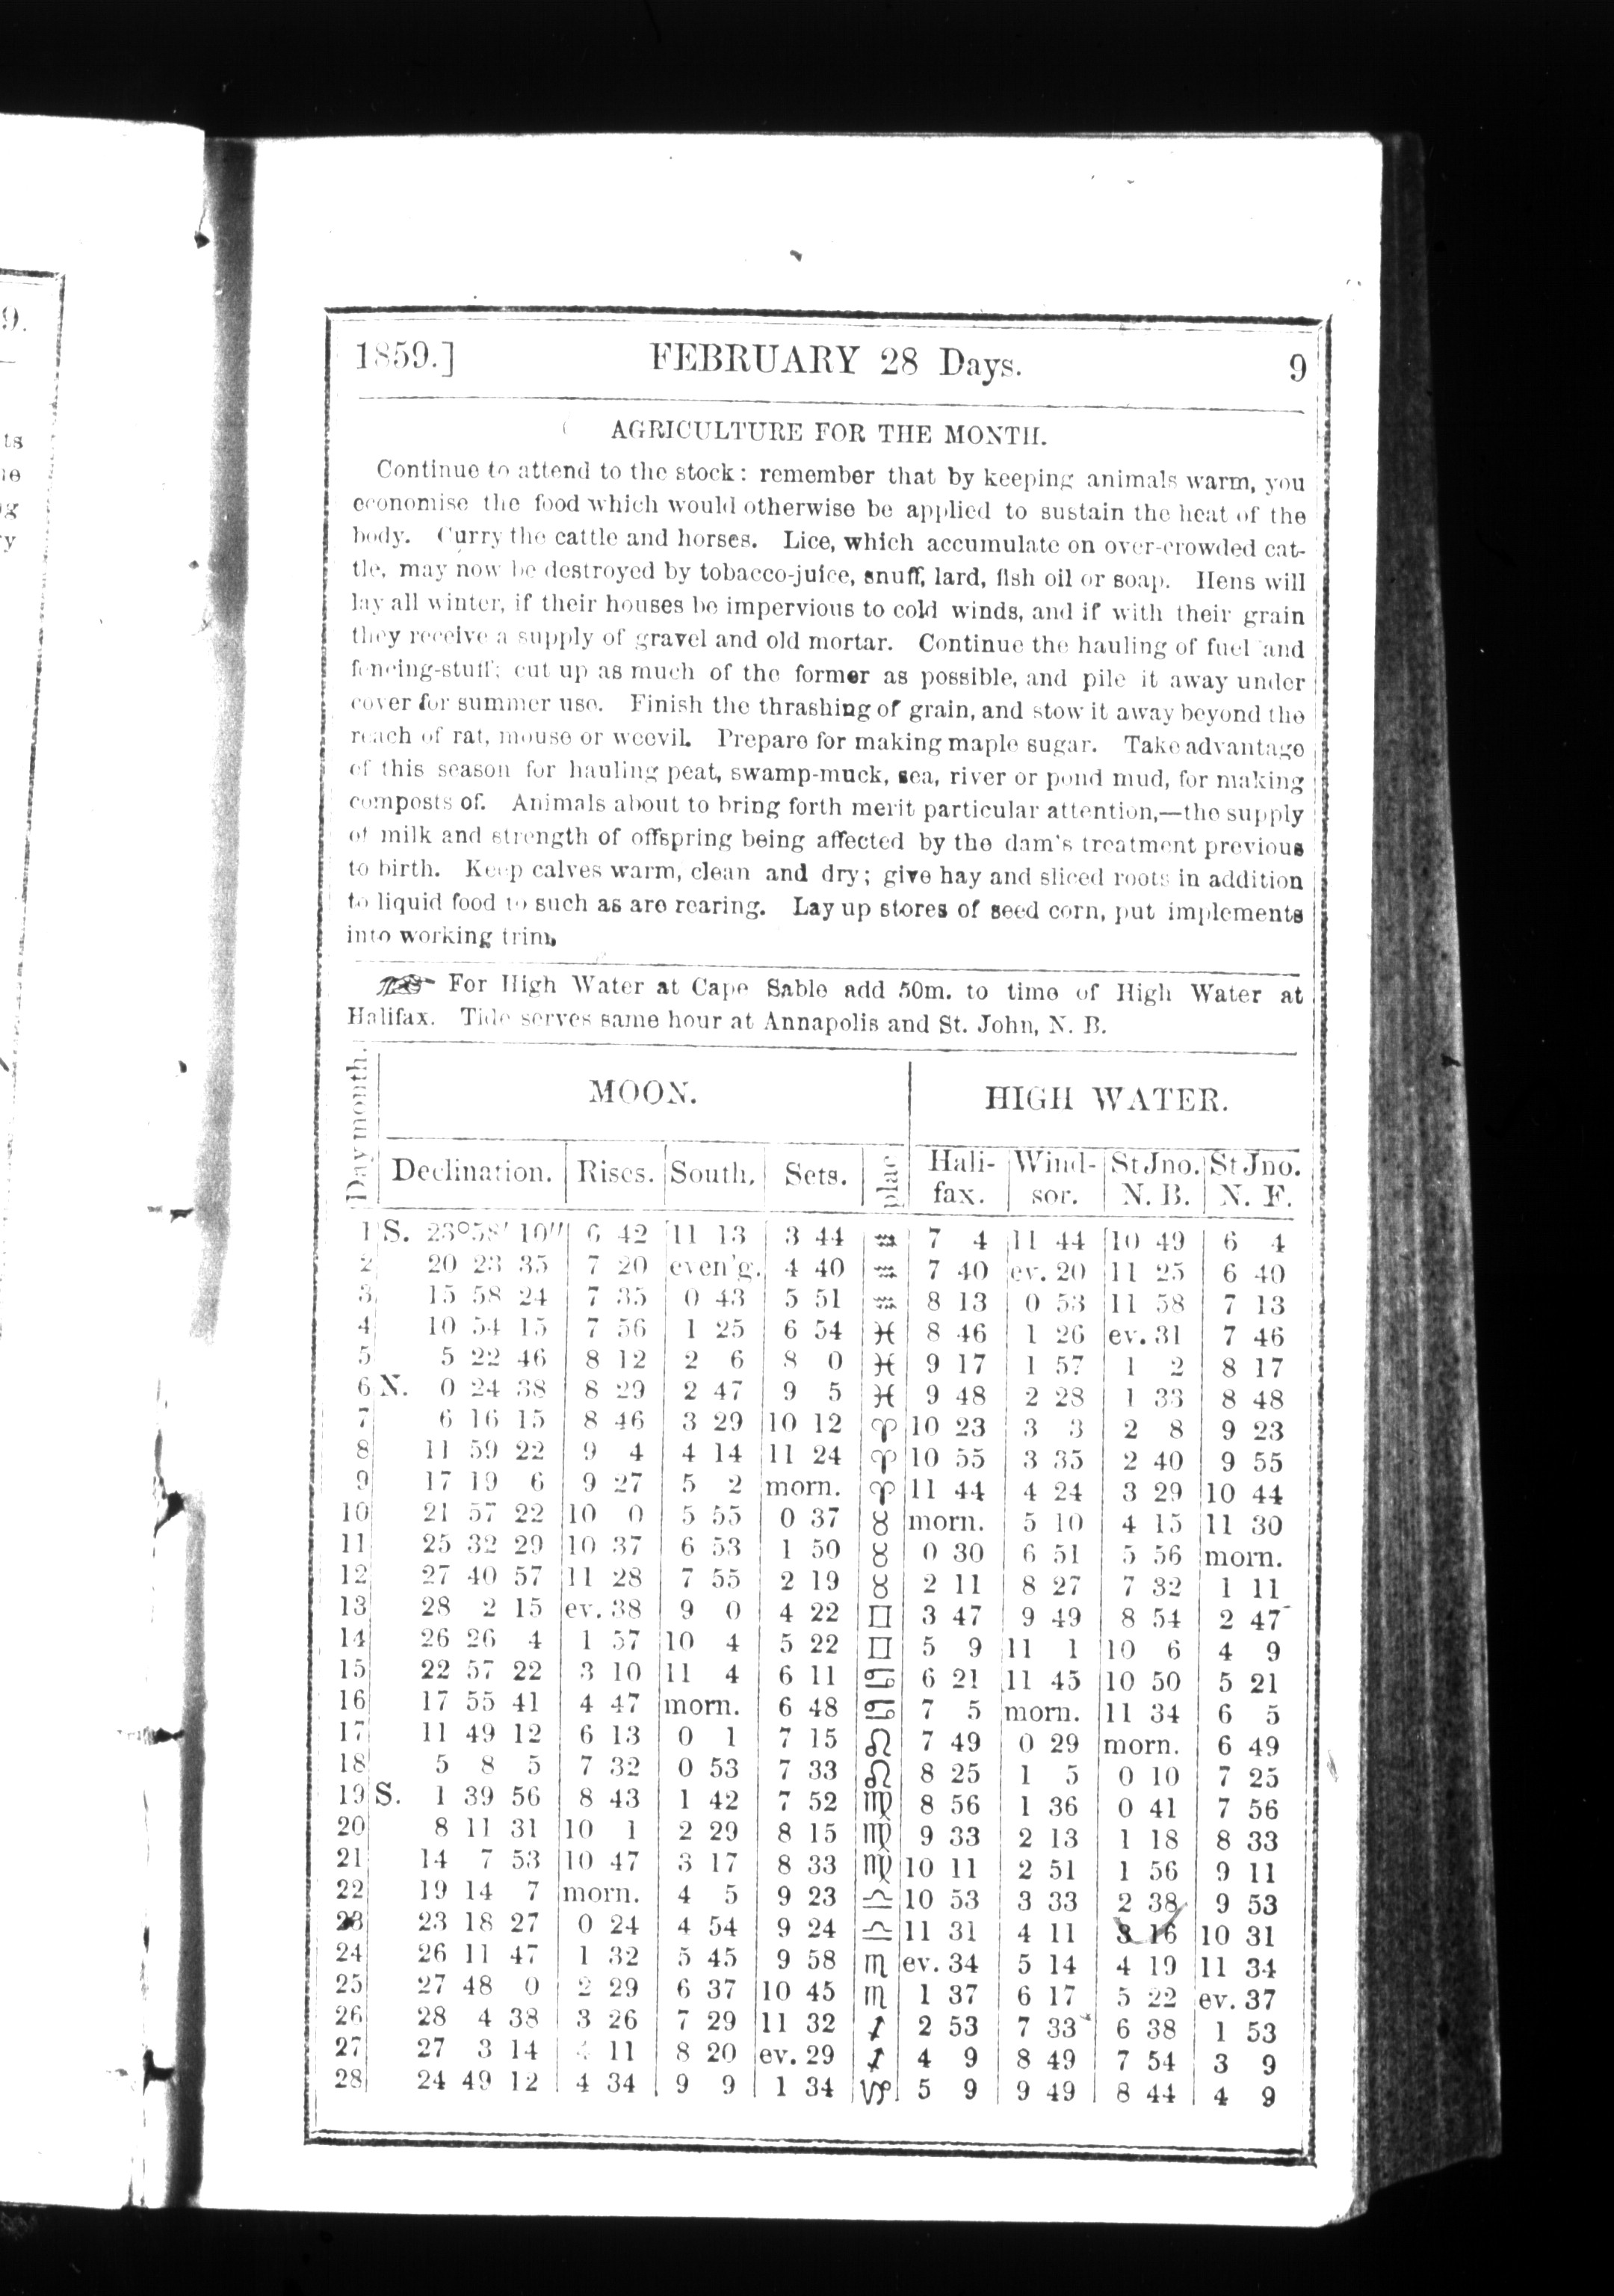 9.
ts
ne
g
y
1859.] FEBRUARY 28 Days. 9
AGRICULTURE FOR THE MONTH.
Continue to attend to the stock: remember that by keeping animals warm, you
economise the food which would otherwise be applied to sustain the heat of the
body. Curry the cattle and horses. Lice, which accumulate on over-crowded cat-
tle, may now be destroyed by tobacco-juice, snuff, lard, fish oil or soap. Hens will
lay all winter, if their houses be impervious to cold winds, and if with their grain
they receive a supply of gravel and old mortar. Continue the hauling of fuel and
fencing-stuff; cut up as much of the former as possible, and pile it away under
cover for summer use. Finish the thrashing of grain, and stow it away beyond the
reach of rat, mouse or weevil. Prepare for making maple sugar. Take advantage
of this season for hauling peat, swamp-muck, sea, river or pond mud, for making
composts of. Animals about to bring forth merit particular attention,—the supply
of milk and strength of offspring being affected by the dam's treatment previous
to birth. Keep calves warm, clean and dry; give hay and sliced roots in addition
to liquid food to such as are rearing. Lay up stores of seed corn, put implements
into working trim.
☞ For High Water at Cape Sable add 50m. to time of High Water at
Halifax. Tide serves same hour at Annapolis and St. John, N. B.
Day month. MOON. HIGH WATER.
Declination. Rises. South. Sets. plac Hali- Wind- St Jno. St Jno.
fax. sor. N. B. N. F.
1 S. 23°58′ 10″ 6 42 11 13 3 44 ♒ 7 4 11 44 10 49 6 4
2 20 23 35 7 20 even'g. 4 40 ♒ 7 40 ev. 20 11 25 6 40
3 15 58 24 7 35 0 43 5 51 ♒ 8 13 0 53 11 58 7 13
4 10 54 15 7 56 1 25 6 54 ♓ 8 46 1 26 ev. 31 7 46
5 5 22 46 8 12 2 6 8 0 ♓ 9 17 1 57 1 2 8 17
6 N. 0 24 38 8 29 2 47 9 5 ♓ 9 48 2 28 1 33 8 48
7 6 16 15 8 46 3 29 10 12 ♈ 10 23 3 3 2 8 9 23
8 11 59 22 9 4 4 14 11 24 ♈ 10 55 3 35 2 40 9 55
9 17 19 6 9 27 5 2 morn. ♈ 11 44 4 24 3 29 10 44
10 21 57 22 10 0 5 55 0 37 ♉ morn. 5 10 4 15 11 30
11 25 32 29 10 37 6 53 1 50 ♉ 0 30 6 51 5 56 morn.
12 27 40 57 11 28 7 55 2 19 ♉ 2 11 8 27 7 32 1 11
13 28 2 15 ev. 38 9 0 4 22 ♊ 3 47 9 49 8 54 2 47
14 26 26 4 1 57 10 4 5 22 ♊ 5 9 11 1 10 6 4 9
15 22 57 22 3 10 11 4 6 11 ♋ 6 21 11 45 10 50 5 21
16 17 55 41 4 47 morn. 6 48 ♋ 7 5 morn. 11 34 6 5
17 11 49 12 6 13 0 1 7 15 ♌ 7 49 0 29 morn. 6 49
18 5 8 5 7 32 0 53 7 33 ♌ 8 25 1 5 0 10 7 25
19 S. 1 39 56 8 43 1 42 7 52 ♍ 8 56 1 36 0 41 7 56
20 8 11 31 10 1 2 29 8 15 ♍ 9 33 2 13 1 18 8 33
21 14 7 53 10 47 3 17 8 33 ♍ 10 11 2 51 1 56 9 11
22 19 14 7 morn. 4 5 9 23 ♎ 10 53 3 33 2 38 9 53
23 23 18 27 0 24 4 54 9 24 ♎ 11 31 4 11 3 16 10 31
24 26 11 47 1 32 5 45 9 58 ♏ ev. 34 5 14 4 19 11 34
25 27 48 0 2 29 6 37 10 45 ♏ 1 37 6 17 5 22 ev. 37
26 28 4 38 3 26 7 29 11 32 ♐ 2 53 7 33 6 38 1 53
27 27 3 14 11 8 20 ev. 29 ♐ 4 9 8 49 7 54 3 9
28 24 49 12 4 34 9 9 1 34 ♑ 5 9 9 49 8 44 4 9